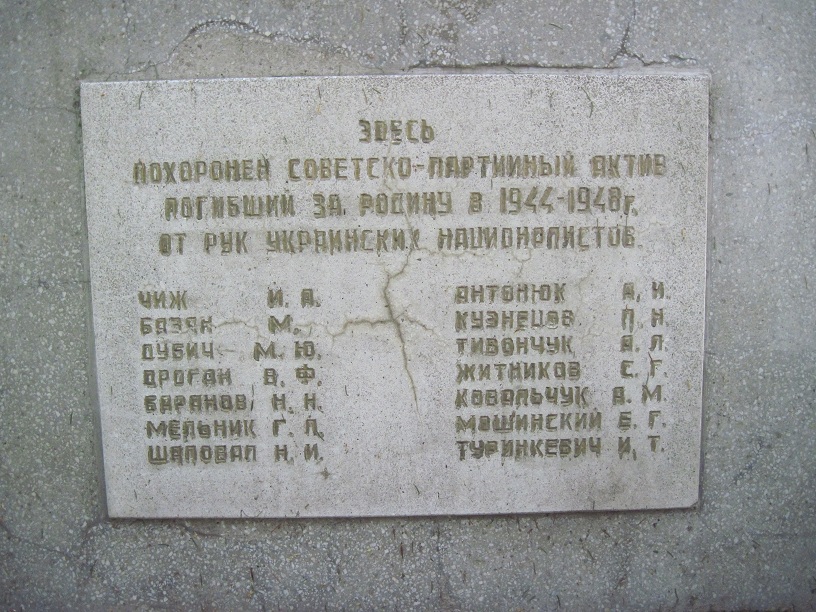 ЗДЕСЬ
ПОХОРОНЕН СОВЕТСКО-ПАРТИЙНЫЙ АКТИВ
ПОГИБШИЙ ЗА РОДИНУ В 1944-1948г.
ОТ РУК УКРАИНСКИХ НАЦИОНАЛИСТОВ.
ЧИЖ И. А.
БАЗАН М.
ДУБИЧ М. Ю.
ДРОГАН В. Ф.
БАРАНОВ Н. Н.
МЕЛЬНИК Г. П.
ШАПОВАЛ Н. И.
АНТОНЮК А. И.
КУЗНЕЦОВ П. Н.
ТИВОНЧУК А. Л.
ЖИТНИКОВ С. Г.
КОВАЛЬЧУК А. М.
МАШИНСКИЙ Е. Г.
ТУРИНКЕВИЧ И. Т.